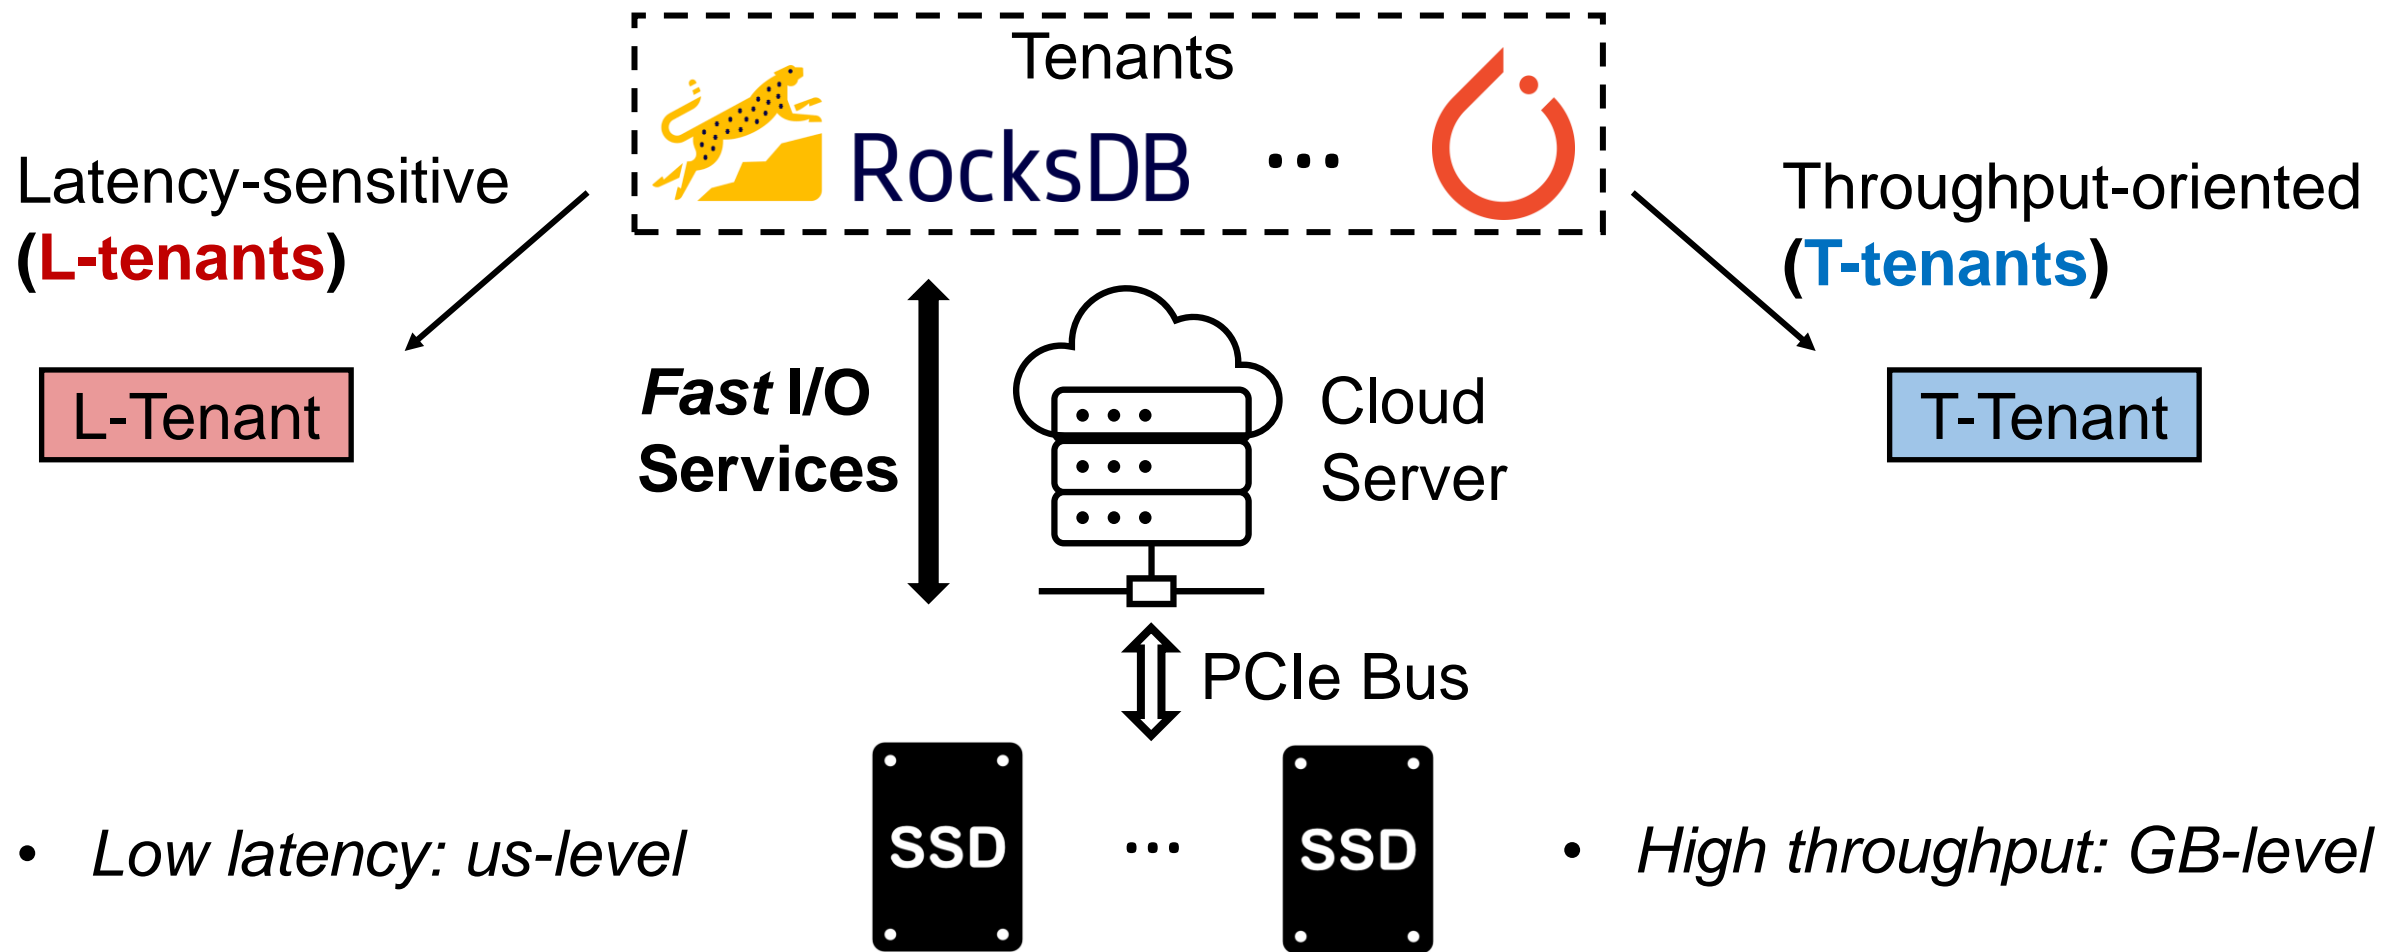 Tenants
RocksDB ...
Latency-sensitive
(L-tenants)
Throughput-oriented
(T-tenants)
L-Tenant
Fast I/O
Services
Cloud
Server
T-Tenant
PCIe Bus
SSD ... SSD
• Low latency: us-level
• High throughput: GB-level